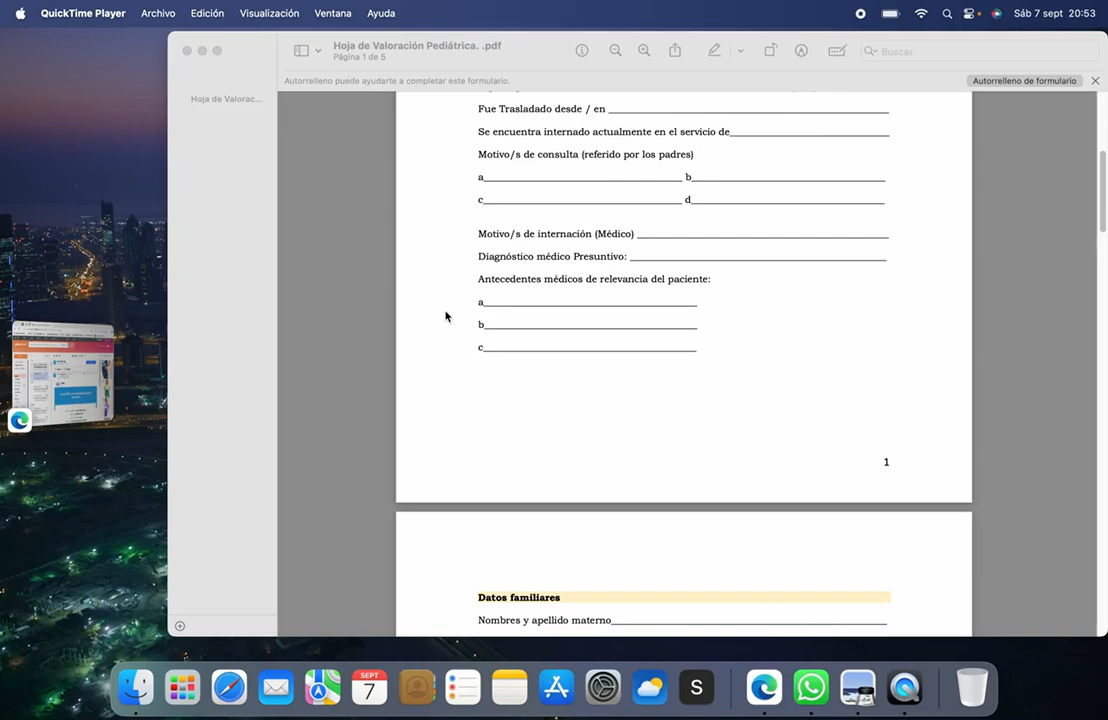 QuickTime Player Archivo Edición Visualización Ventana Ayuda Sáb 7 sept 20:53
Hoja de Valoración Pediátrica. .pdf
Página 1 de 5
Buscar
Autorrelleno puede ayudarte a completar este formulario. Autorrelleno de formulario
Hoja de Valorac...
Fue Trasladado desde / en
Se encuentra internado actualmente en el servicio de
Motivo/s de consulta (referido por los padres)
a b
c d
Motivo/s de internación (Médico)
Diagnóstico médico Presuntivo:
Antecedentes médicos de relevancia del paciente:
a
b
c
1
Datos familiares
Nombres y apellido materno
SEPT
7
S